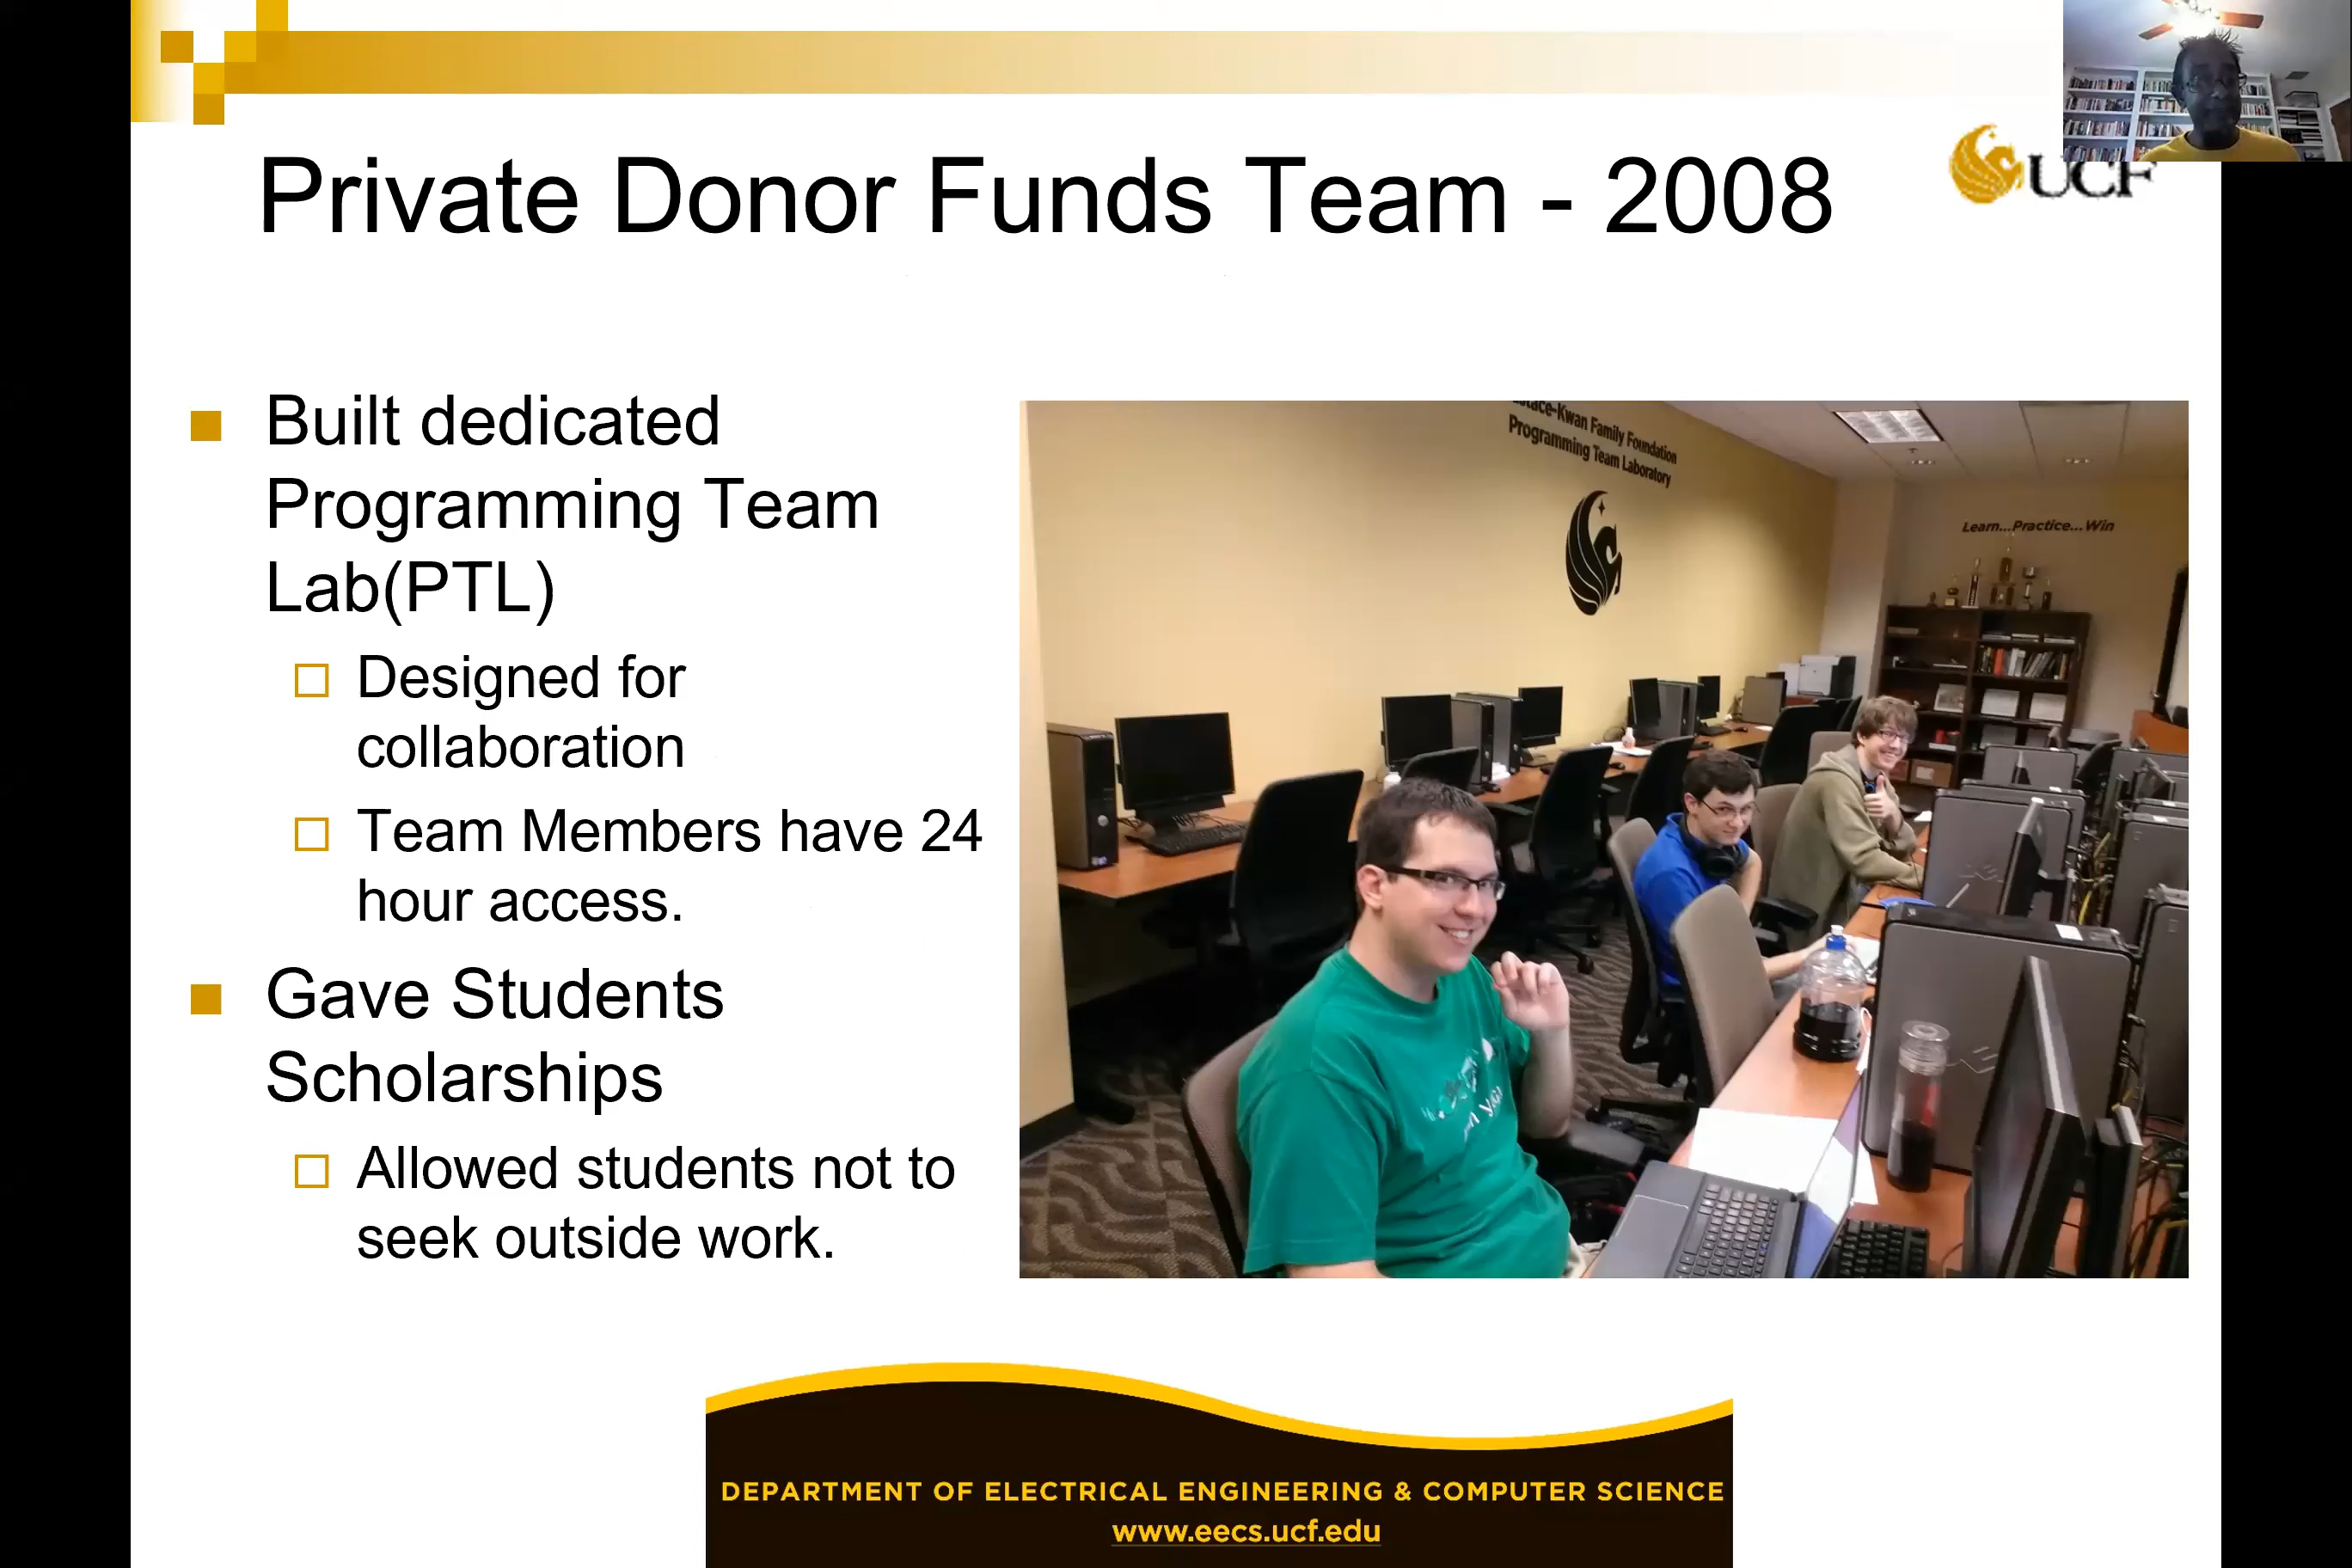 Private Donor Funds Team - 2008
UCF
Built dedicated
Programming Team
Lab(PTL)
Designed for
collaboration
Team Members have 24
hour access.
Gave Students
Scholarships
Allowed students not to
seek outside work.
Family Foundation
Programming Team Laboratory
Learn...Practice...Win
DEPARTMENT OF ELECTRICAL ENGINEERING & COMPUTER SCIENCE
www.eecs.ucf.edu